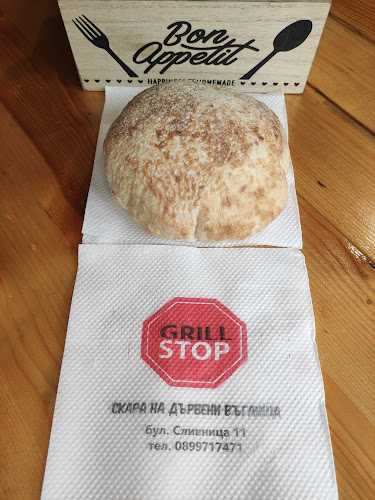 Bon
Appetit
HAPPINESS IS HOMEMADE
GRILL
STOP
СКАРА НА ДЪРВЕНИ ВЪГЛИЩА
бул. Сливница 11
тел. 0899717471